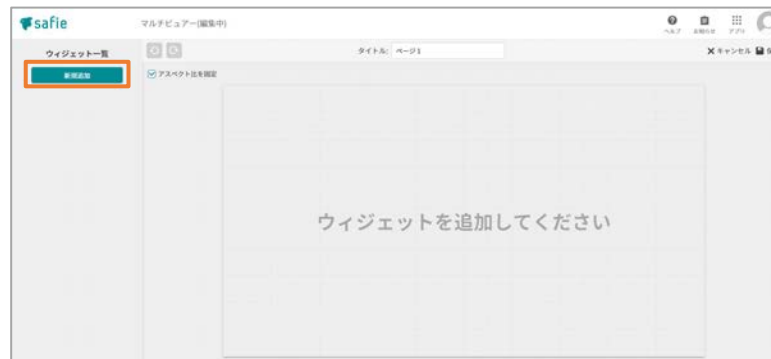 safie
マルチビュアー(編集中)
ヘルプ
お知らせ
アプリ
ウィジェット一覧
タイトル: ページ1
キャンセル
新規追加
アスペクト比を固定
ウィジェットを追加してください